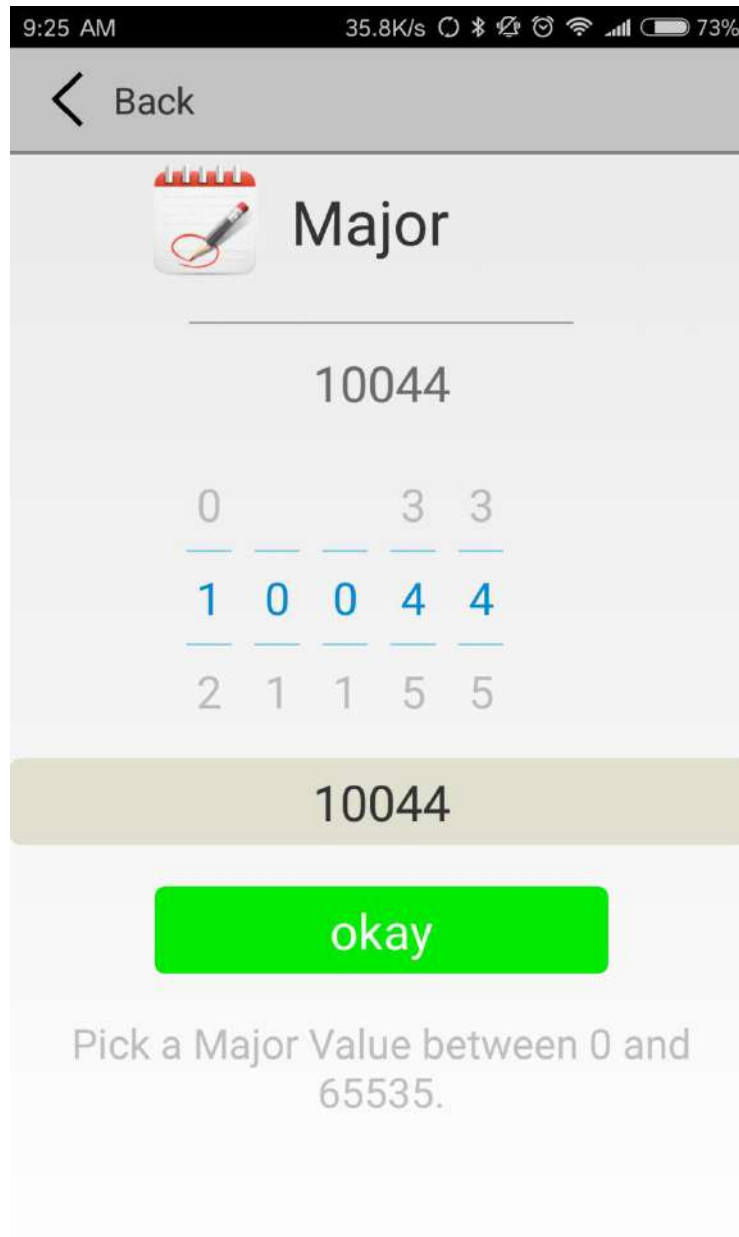 9:25 AM 35.8K/s 73%
Back
Major
10044
0 3 3
1 0 0 4 4
2 1 1 5 5
10044
okay
Pick a Major Value between 0 and
65535.